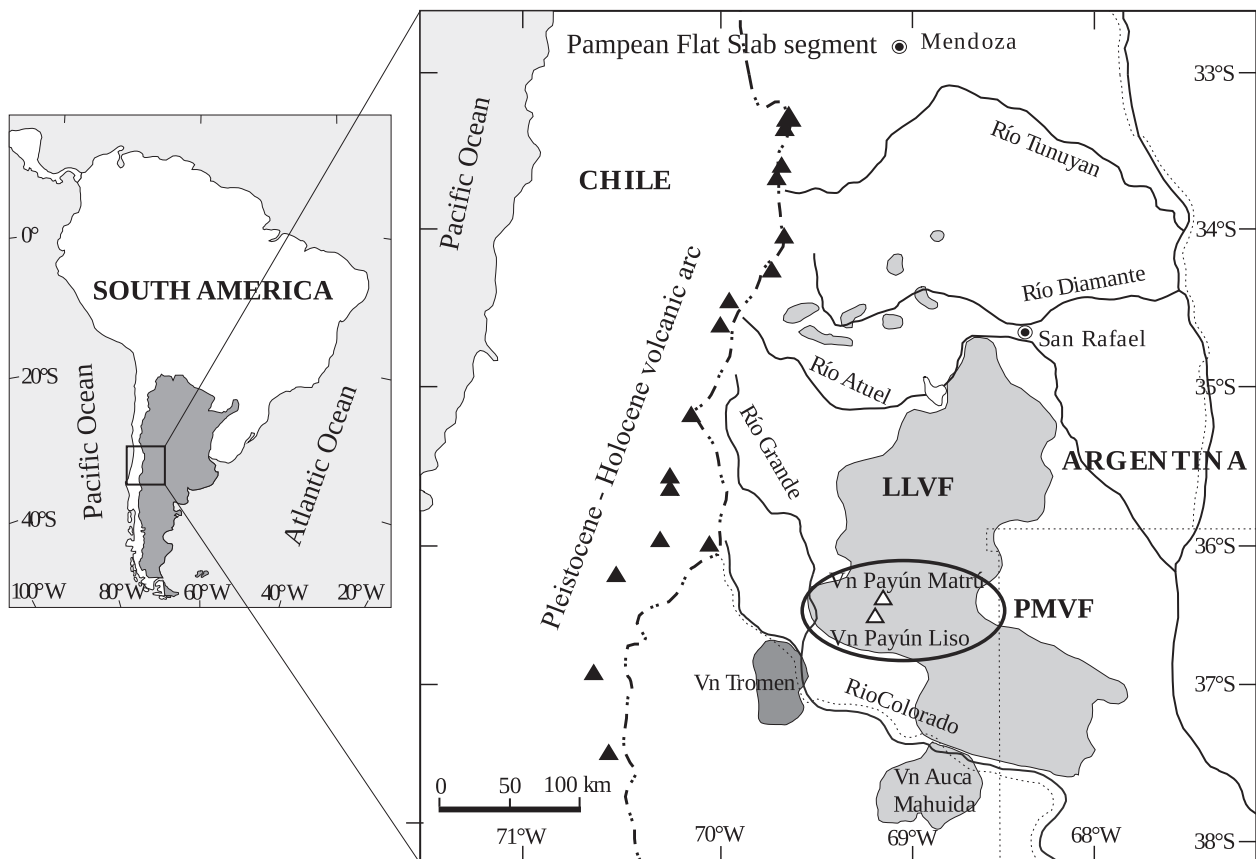 Pampean Flat Slab segment
Mendoza
33°S
Pacific Ocean
Río Tunuyan
CHILE
34°S
0°
SOUTH AMERICA
Pleistocene - Holocene volcanic arc
Río Diamante
San Rafael
20°S
Pacific Ocean
Atlantic Ocean
Río Atuel
35°S
Río Grande
ARGENTINA
LLVF
40°S
36°S
100°W
80°W
60°W
40°W
20°W
Vn Payún Matrú
PMVF
Vn Payún Liso
Vn Tromen
RioColorado
37°S
Vn Auca
Mahuida
0
50
100 km
71°W
70°W
69°W
68°W
38°S